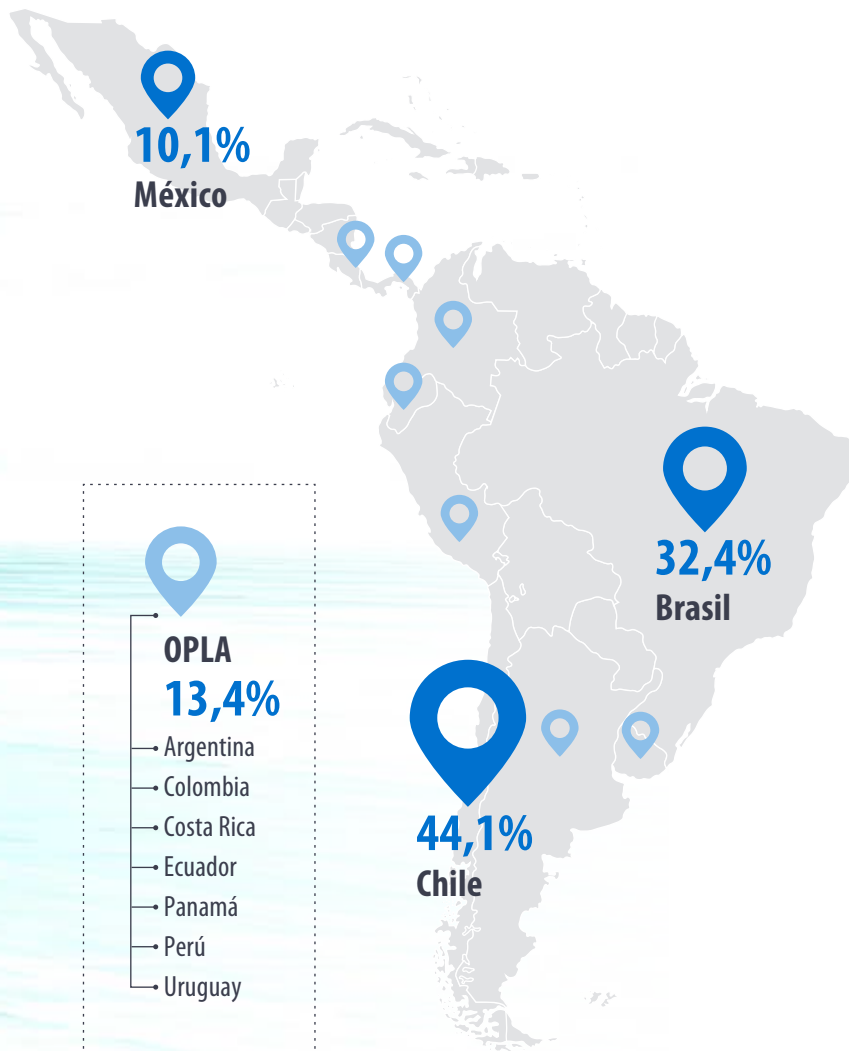 10,1%
México
32,4%
Brasil
OPLA
13,4%
Argentina
Colombia
Costa Rica
Ecuador
Panamá
Perú
Uruguay
44,1%
Chile